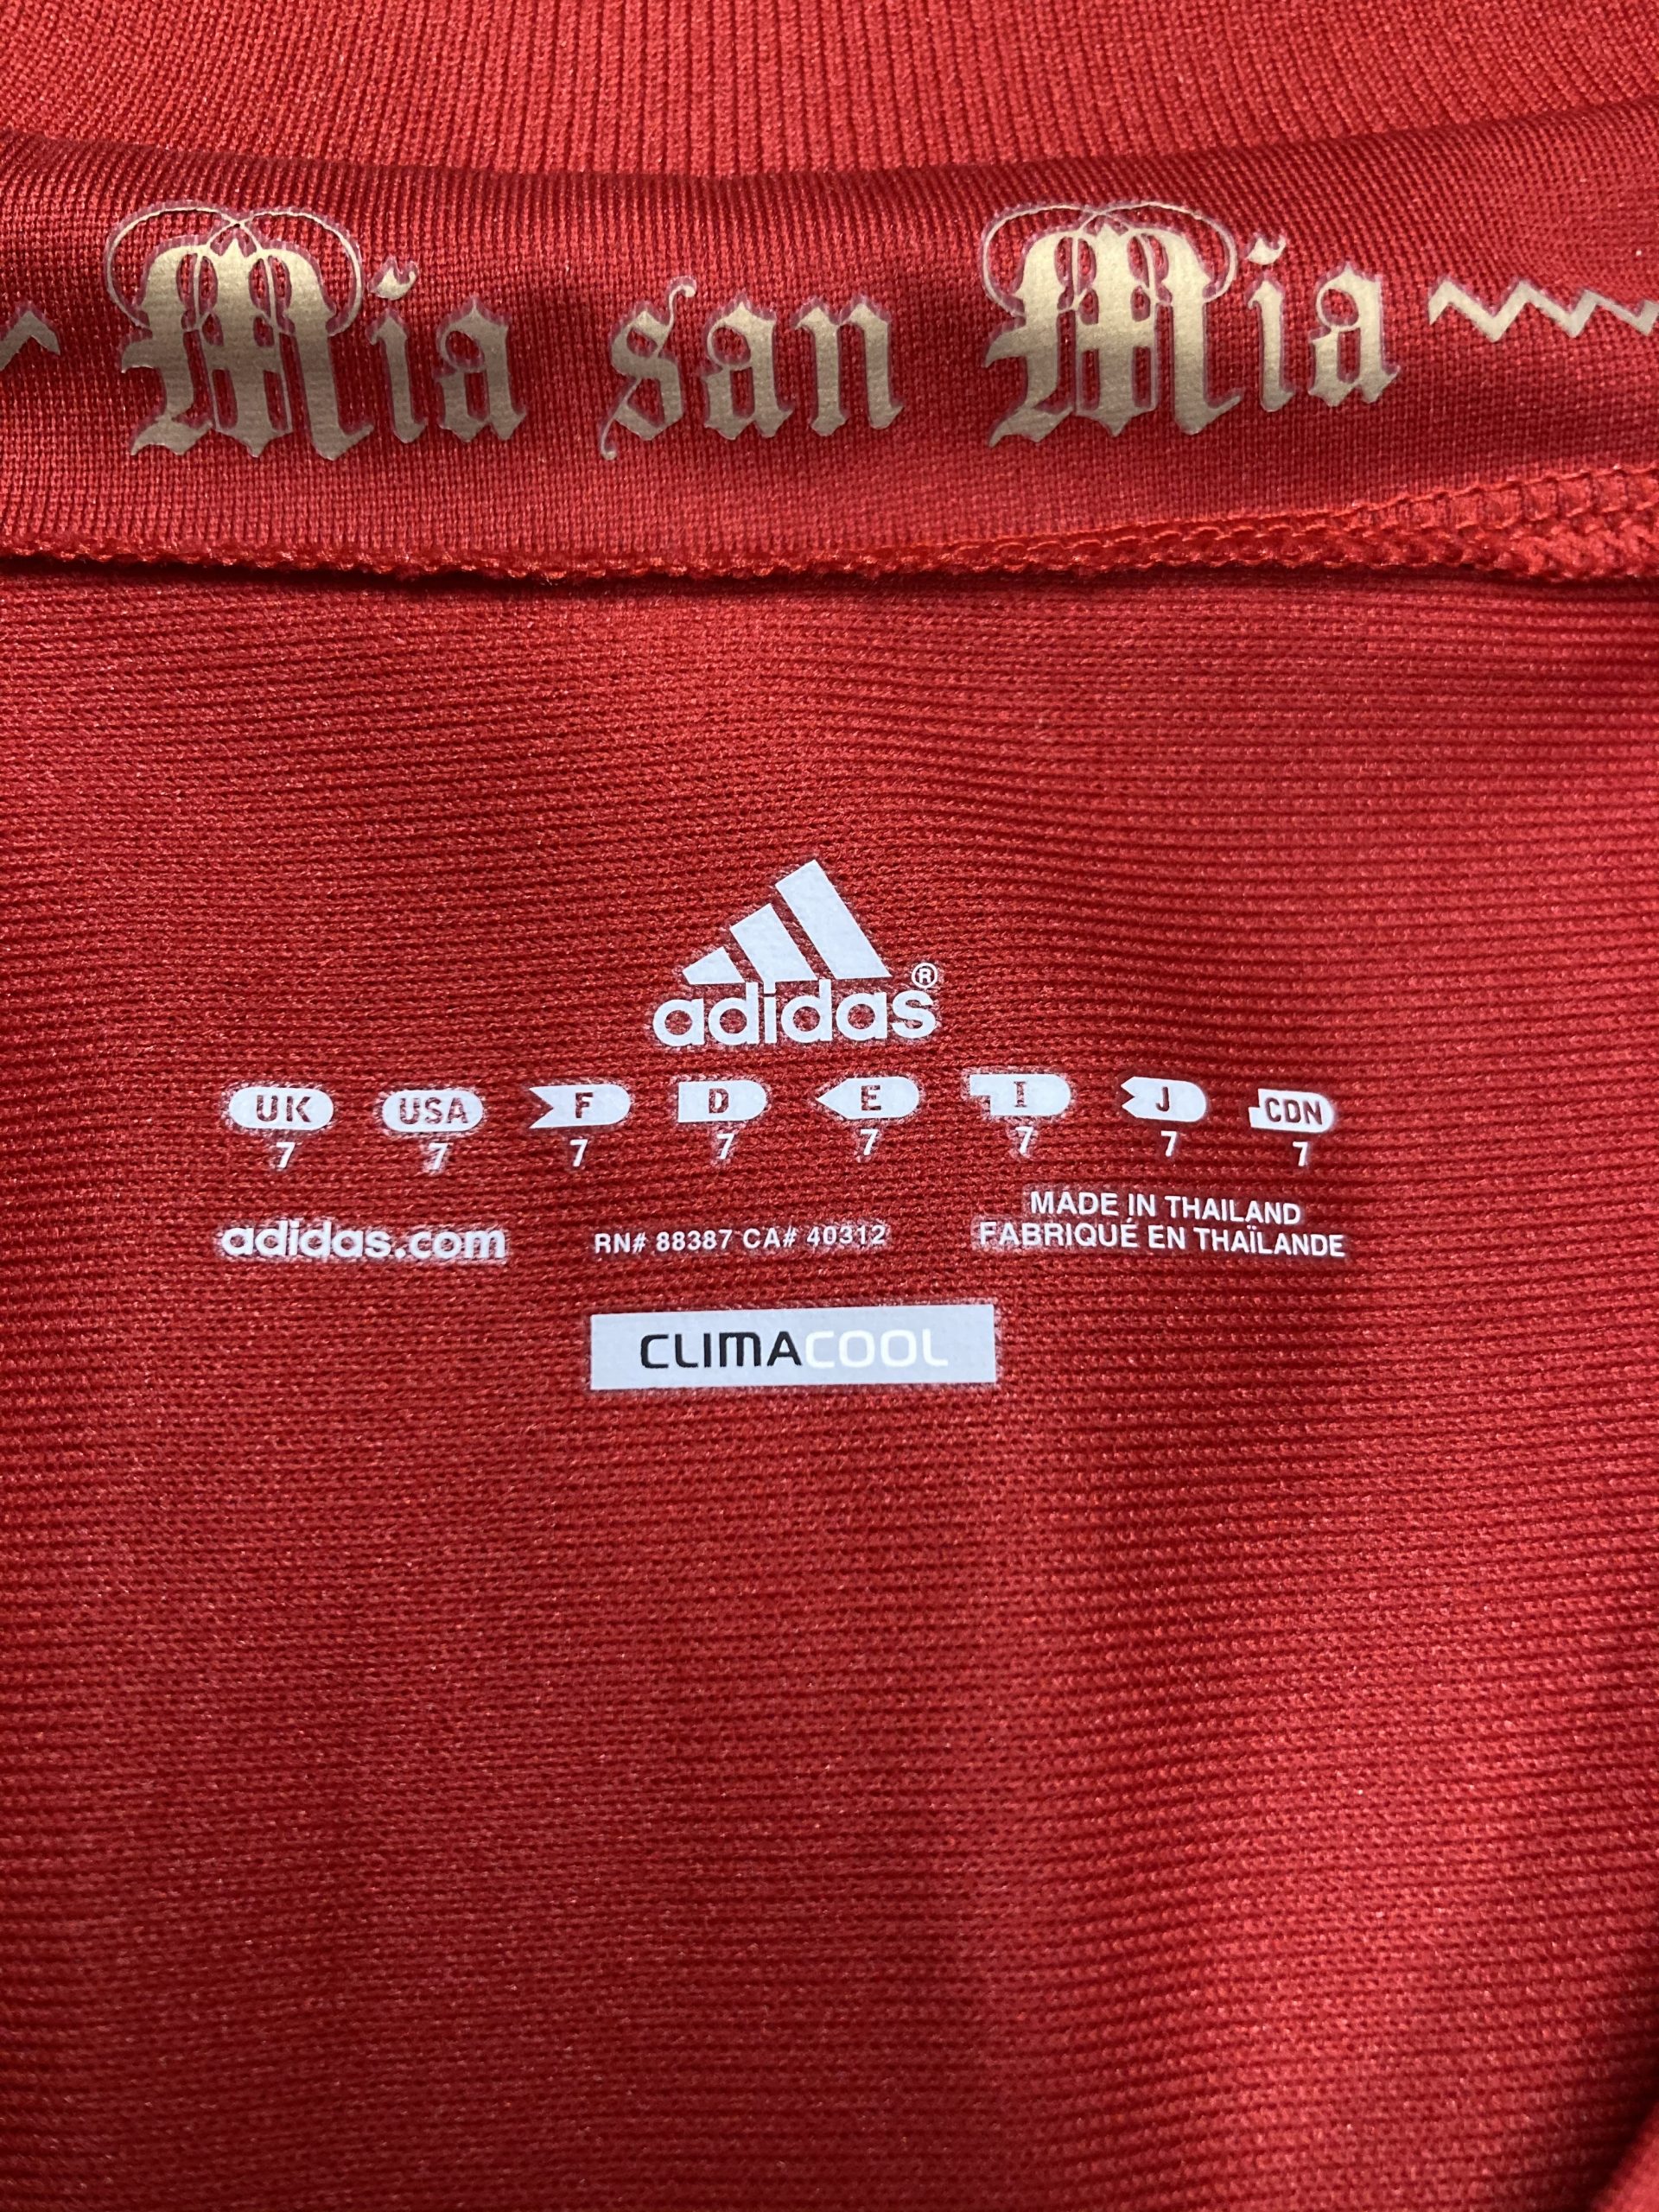 Mia san Mia
adidas®
UK USA F D E I J CDN
7 7 7 7 7 7 7 7
adidas.com
RN# 88387 CA# 40312
MADE IN THAILAND
FABRIQUÉ EN THAÏLANDE
CLIMACOOL